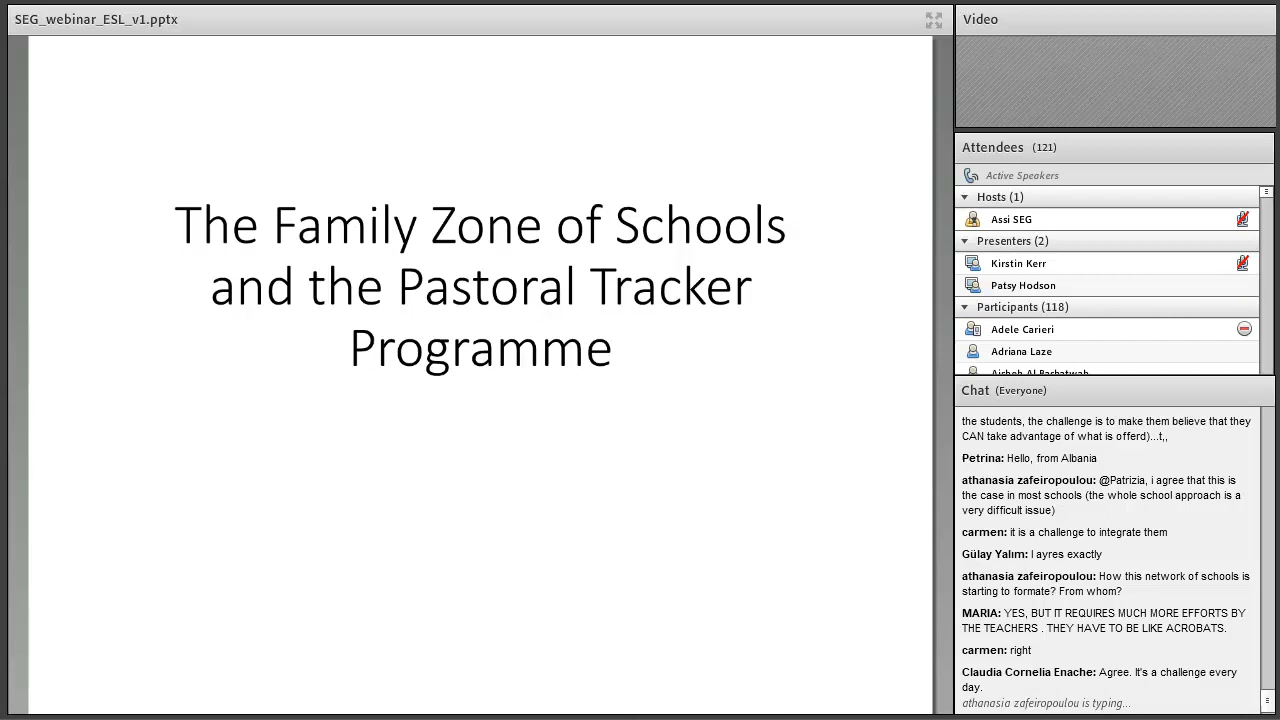 SEG_webinar_ESL_v1.pptx
The Family Zone of Schools
and the Pastoral Tracker
Programme
Video
Attendees (121)
Active Speakers
Hosts (1)
Assi SEG
Presenters (2)
Kirstin Kerr
Patsy Hodson
Participants (118)
Adele Carieri
Adriana Laze
Chat (Everyone)
the students, the challenge is to make them believe that they
CAN take advantage of what is offerd)...t,,
Petrina: Hello, from Albania
athanasia zafeiropoulou: @Patrizia, i agree that this is
the case in most schools (the whole school approach is a
very difficult issue)
carmen: it is a challenge to integrate them
Gülay Yalım: I ayres exactly
athanasia zafeiropoulou: How this network of schools is
starting to formate? From whom?
MARIA: YES, BUT IT REQUIRES MUCH MORE EFFORTS BY
THE TEACHERS . THEY HAVE TO BE LIKE ACROBATS.
carmen: right
Claudia Cornelia Enache: Agree. It's a challenge every
day.
athanasia zafeiropoulou is typing...